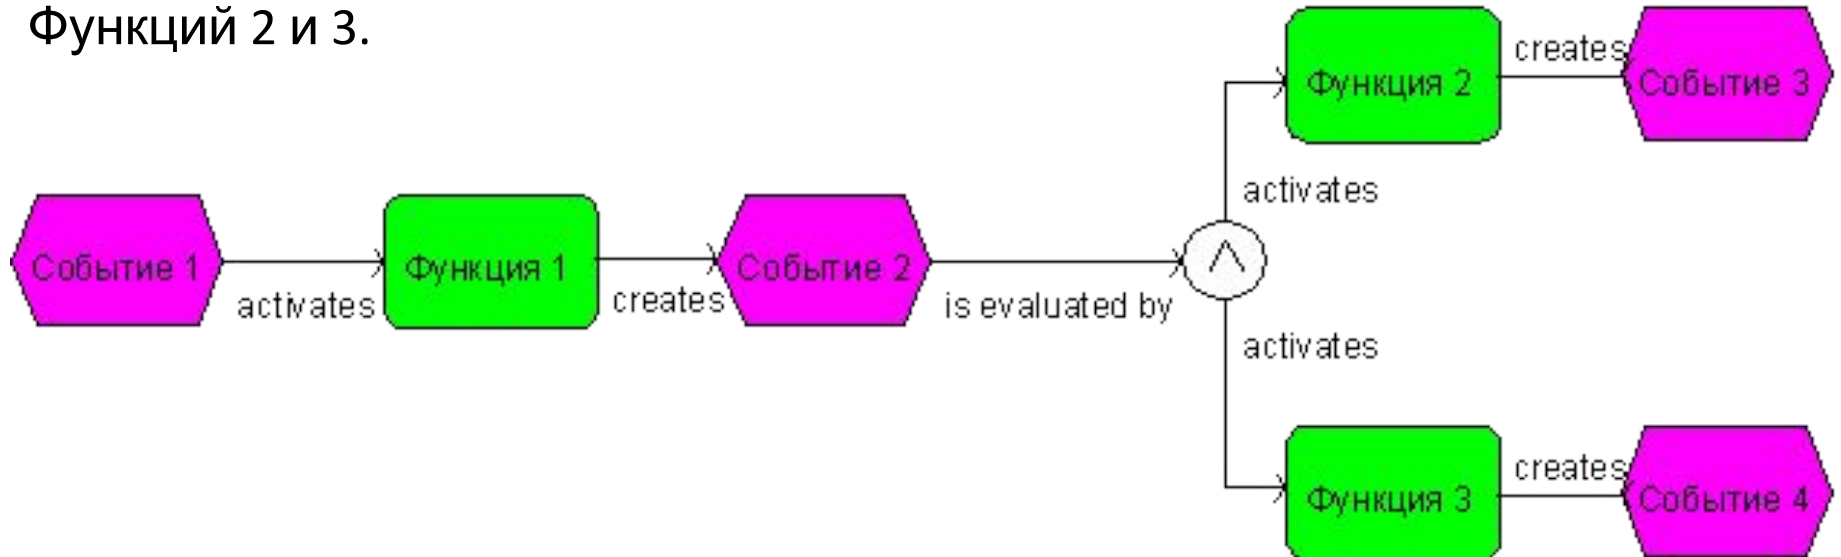 Функций 2 и 3.
Событие 1
activates
Функция 1
creates
Событие 2
is evaluated by
activates
Функция 2
creates
Событие 3
activates
Функция 3
creates
Событие 4